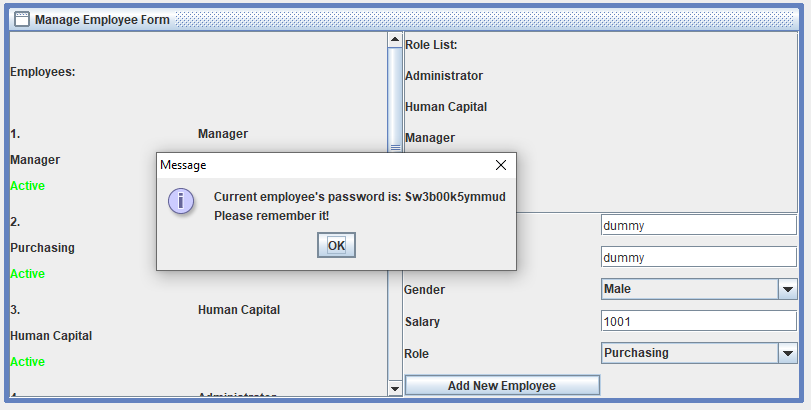 Manage Employee Form
Employees:
1. Manager
Manager
Active
2.
Purchasing
Active
3. Human Capital
Human Capital
Active
Role List:
Administrator
Human Capital
Manager
Message
Current employee's password is: Sw3b00k5ymmud
Please remember it!
OK
dummy
dummy
Gender Male
Salary 1001
Role Purchasing
Add New Employee